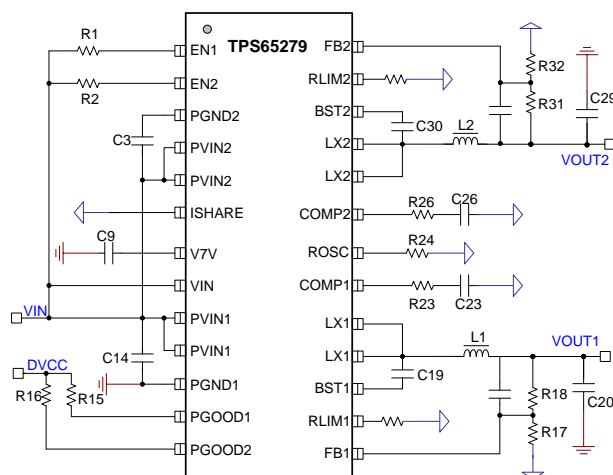 TPS65279
R1
EN1
R2
EN2
PGND2
C3
PVIN2
PVIN2
ISHARE
C9
V7V
VIN
VIN
PVIN1
PVIN1
C14
PGND1
DVCC
R16
R15
PGOOD1
PGOOD2
FB2
R32
RLIM2
R31
C29
BST2
C30
L2
LX2
VOUT2
LX2
COMP2
R26
C26
ROSC
R24
COMP1
R23
C23
LX1
L1
VOUT1
LX1
C19
BST1
R18
C20
RLIM1
R17
FB1